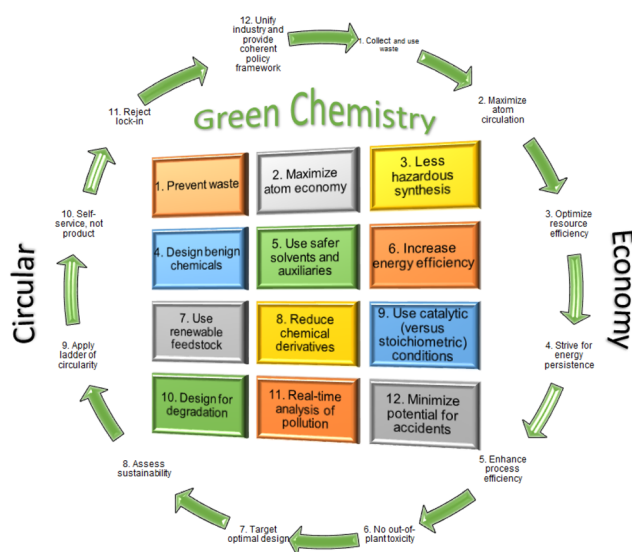 12. Unify
industry and
provide
coherent
policy
framework
1. Collect and use
waste
2. Maximize
atom
circulation
3. Optimize
resource
efficiency
4. Strive for
energy
persistence
5. Enhance
process
efficiency
6. No out-of-
plant toxicity
7. Target
optimal design
8. Assess
sustainability
9. Apply
ladder of
circularity
10. Self-
service, not
product
11. Reject
lock-in
Circular
Economy
Green Chemistry
1. Prevent waste
2. Maximize
atom economy
3. Less
hazardous
synthesis
4. Design benign
chemicals
5. Use safer
solvents and
auxiliaries
6. Increase
energy efficiency
7. Use
renewable
feedstock
8. Reduce
chemical
derivatives
9. Use catalytic
(versus
stoichiometric)
conditions
10. Design for
degradation
11. Real-time
analysis of
pollution
12. Minimize
potential for
accidents